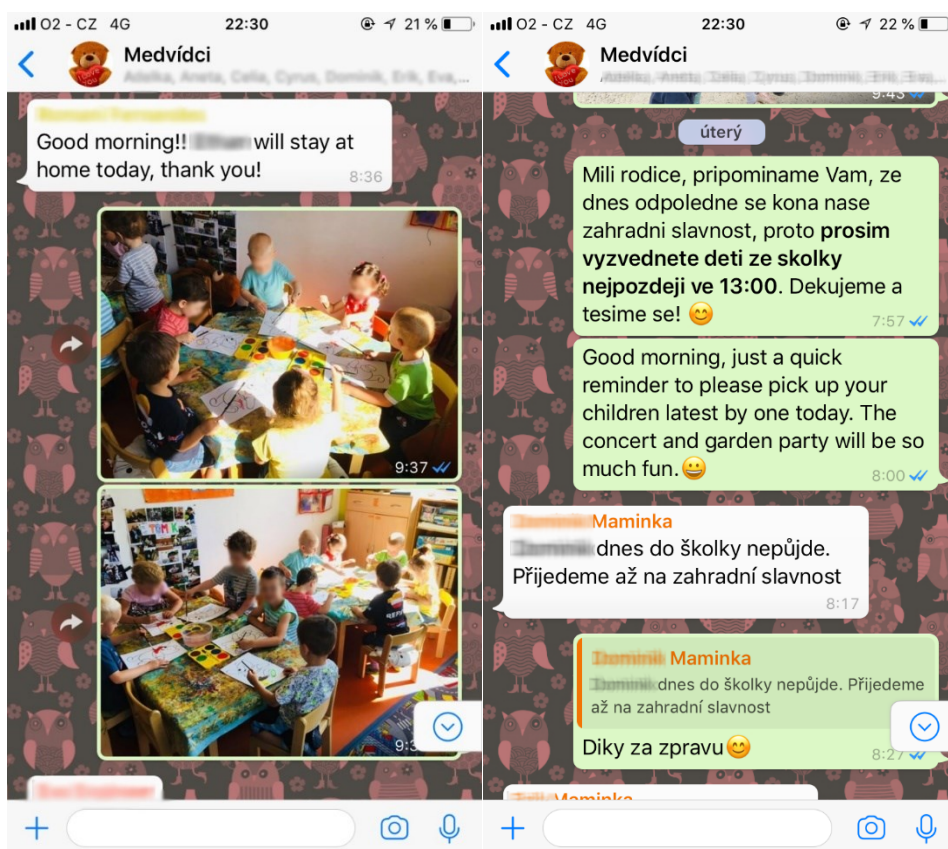 O2 - CZ 4G 22:30 21 %
Medvídci
Good morning!! will stay at
home today, thank you!
8:36
9:37
TOM K
O2 - CZ 4G 22:30 22 %
Medvídci
9:43
úterý
Mili rodice, pripominame Vam, ze
dnes odpoledne se kona nase
zahradni slavnost, proto prosim
vyzvednete deti ze skolky
nejpozdeji ve 13:00. Dekujeme a
tesime se! 😊
7:57
Good morning, just a quick
reminder to please pick up your
children latest by one today. The
concert and garden party will be so
much fun. 😀
8:00
Maminka
dnes do školky nepůjde.
Přijedeme až na zahradní slavnost
8:17
Maminka
dnes do školky nepůjde. Přijedeme
až na zahradní slavnost
Diky za zpravu 😊
8:27
Maminka